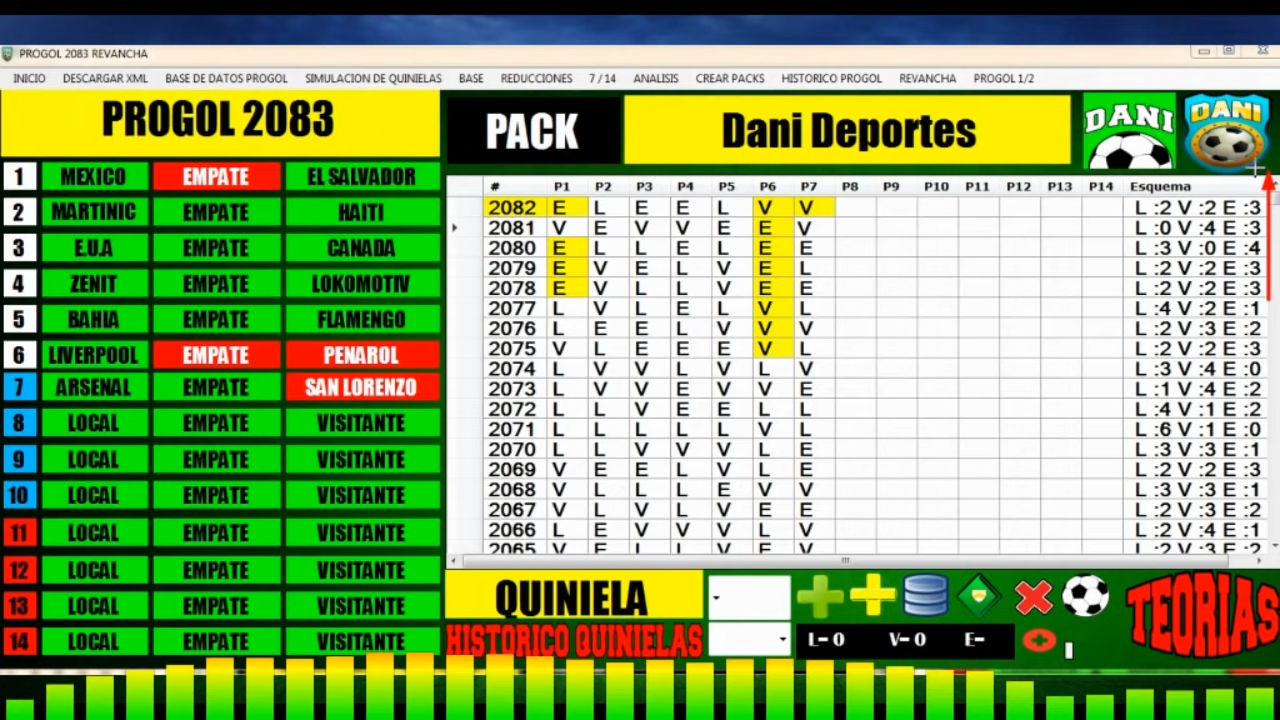 PROGOL 2083 REVANCHA
INICIO DESCARGAR XML BASE DE DATOS PROGOL SIMULACION DE QUINIELAS BASE REDUCCIONES 7 / 14 ANALISIS CREAR PACKS HISTORICO PROGOL REVANCHA PROGOL 1/2
PROGOL 2083
PACK
Dani Deportes
DANI
DANI
1 MEXICO EMPATE EL SALVADOR
2 MARTINIC EMPATE HAITI
3 E.U.A EMPATE CANADA
4 ZENIT EMPATE LOKOMOTIV
5 BAHIA EMPATE FLAMENGO
6 LIVERPOOL EMPATE PENAROL
7 ARSENAL EMPATE SAN LORENZO
8 LOCAL EMPATE VISITANTE
9 LOCAL EMPATE VISITANTE
10 LOCAL EMPATE VISITANTE
11 LOCAL EMPATE VISITANTE
12 LOCAL EMPATE VISITANTE
13 LOCAL EMPATE VISITANTE
14 LOCAL EMPATE VISITANTE
# P1 P2 P3 P4 P5 P6 P7 P8 P9 P10 P11 P12 P13 P14 Esquema
2082 E L E E L V V L :2 V :2 E :3
2081 V E V V E E V L :0 V :4 E :3
2080 E L L E L E E L :3 V :0 E :4
2079 E V E L V E L L :2 V :2 E :3
2078 E V L L V E E L :2 V :2 E :3
2077 L V L E L V L L :4 V :2 E :1
2076 L E E L V V V L :2 V :3 E :2
2075 V L E E E V L L :2 V :2 E :3
2074 L V V L V L V L :3 V :4 E :0
2073 L V V E V V E L :1 V :4 E :2
2072 L L V E E L L L :4 V :1 E :2
2071 L L L L L V L L :6 V :1 E :0
2070 L L V V V L E L :3 V :3 E :1
2069 V E E L V L E L :2 V :2 E :3
2068 V L L L E V V L :3 V :3 E :1
2067 V L V L V E E L :2 V :3 E :2
2066 L E V V V L V L :2 V :4 E :1
2065 V E L L V E V L :2 V :3 E :2
QUINIELA
HISTORICO QUINIELAS
L- 0 V- 0 E-
TEORIAS